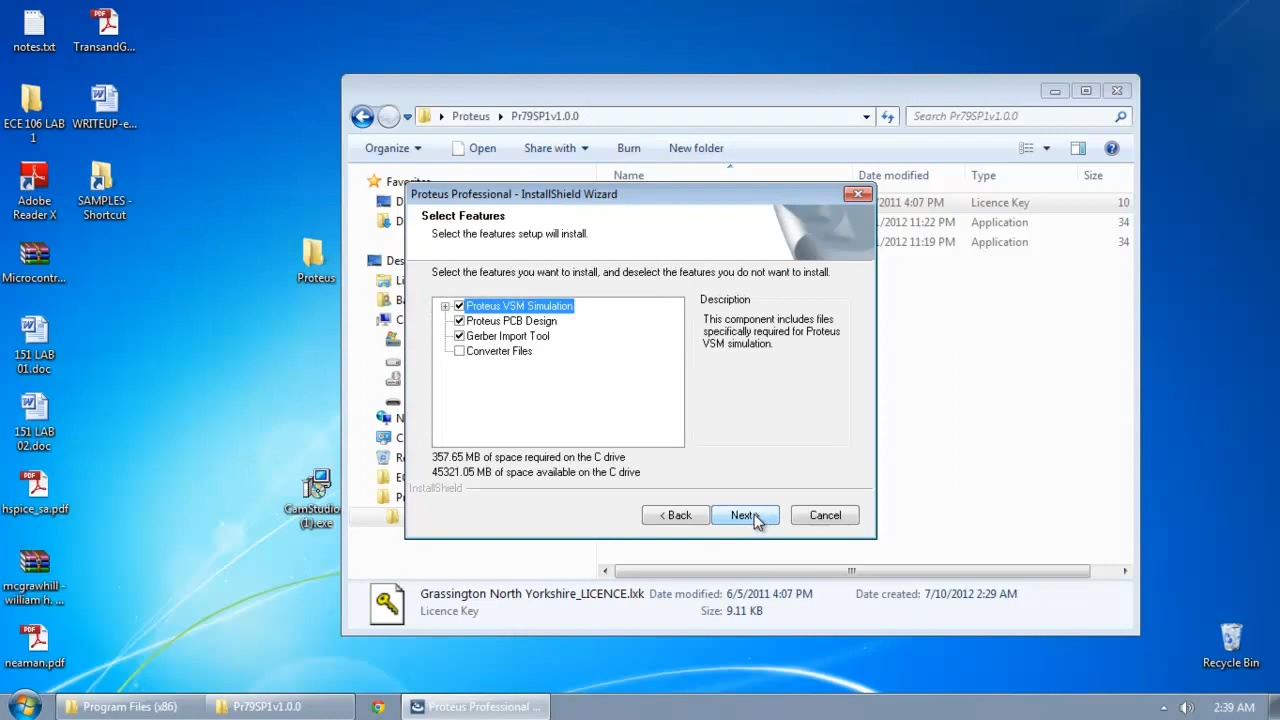 notes.txt
TransandG...
ECE 106 LAB
1
WRITEUP-e...
Adobe
Reader X
SAMPLES -
Shortcut
Microcontr...
Proteus
151 LAB
01.doc
151 LAB
02.doc
hspice_sa.pdf
CamStudio
(1).exe
mcgrawhill -
william h. ...
neaman.pdf
Recycle Bin
Proteus
Pr79SP1v1.0.0
Search Pr79SP1v1.0.0
Organize
Open
Share with
Burn
New folder
Name
Date modified
Type
Size
2011 4:07 PM
Licence Key
10
1/2012 11:22 PM
Application
34
1/2012 11:19 PM
Application
34
Proteus Professional - InstallShield Wizard
Select Features
Select the features setup will install.
Select the features you want to install, and deselect the features you do not want to install.
Proteus VSM Simulation
Proteus PCB Design
Gerber Import Tool
Converter Files
Description
This component includes files
specifically required for Proteus
VSM simulation.
357.65 MB of space required on the C drive
45321.05 MB of space available on the C drive
InstallShield
< Back
Next
Cancel
Grassington North Yorkshire_LICENCE.lxk
Date modified: 6/5/2011 4:07 PM
Date created: 7/10/2012 2:29 AM
Licence Key
Size: 9.11 KB
Program Files (x86)
Pr79SP1v1.0.0
Proteus Professional ...
2:39 AM